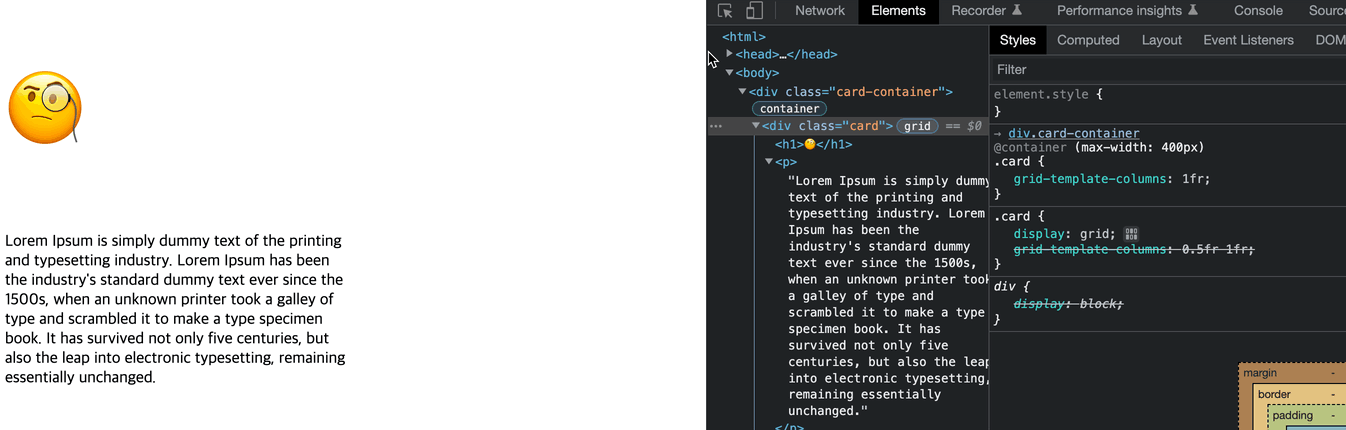 Lorem Ipsum is simply dummy text of the printing
and typesetting industry. Lorem Ipsum has been
the industry's standard dummy text ever since the
1500s, when an unknown printer took a galley of
type and scrambled it to make a type specimen
book. It has survived not only five centuries, but
also the leap into electronic typesetting, remaining
essentially unchanged.
Network Elements Recorder Performance insights Console Sourc
<html>
<head>…</head>
<body>
<div class="card-container">
container
<div class="card"> grid == $0
<h1>🧐</h1>
<p>
"Lorem Ipsum is simply dummy
text of the printing and
typesetting industry. Lorem
Ipsum has been the
industry's standard dummy
text ever since the 1500s,
when an unknown printer took
a galley of type and
scrambled it to make a type
specimen book. It has
survived not only five
centuries, but also the leap
into electronic typesetting,
remaining essentially
unchanged."
</p>
Styles Computed Layout Event Listeners DOM
Filter
element.style {
}
→ div.card-container
@container (max-width: 400px)
.card {
grid-template-columns: 1fr;
}
.card {
display: grid;
grid-template-columns: 0.5fr 1fr;
}
div {
display: block;
}
margin -
border -
padding -